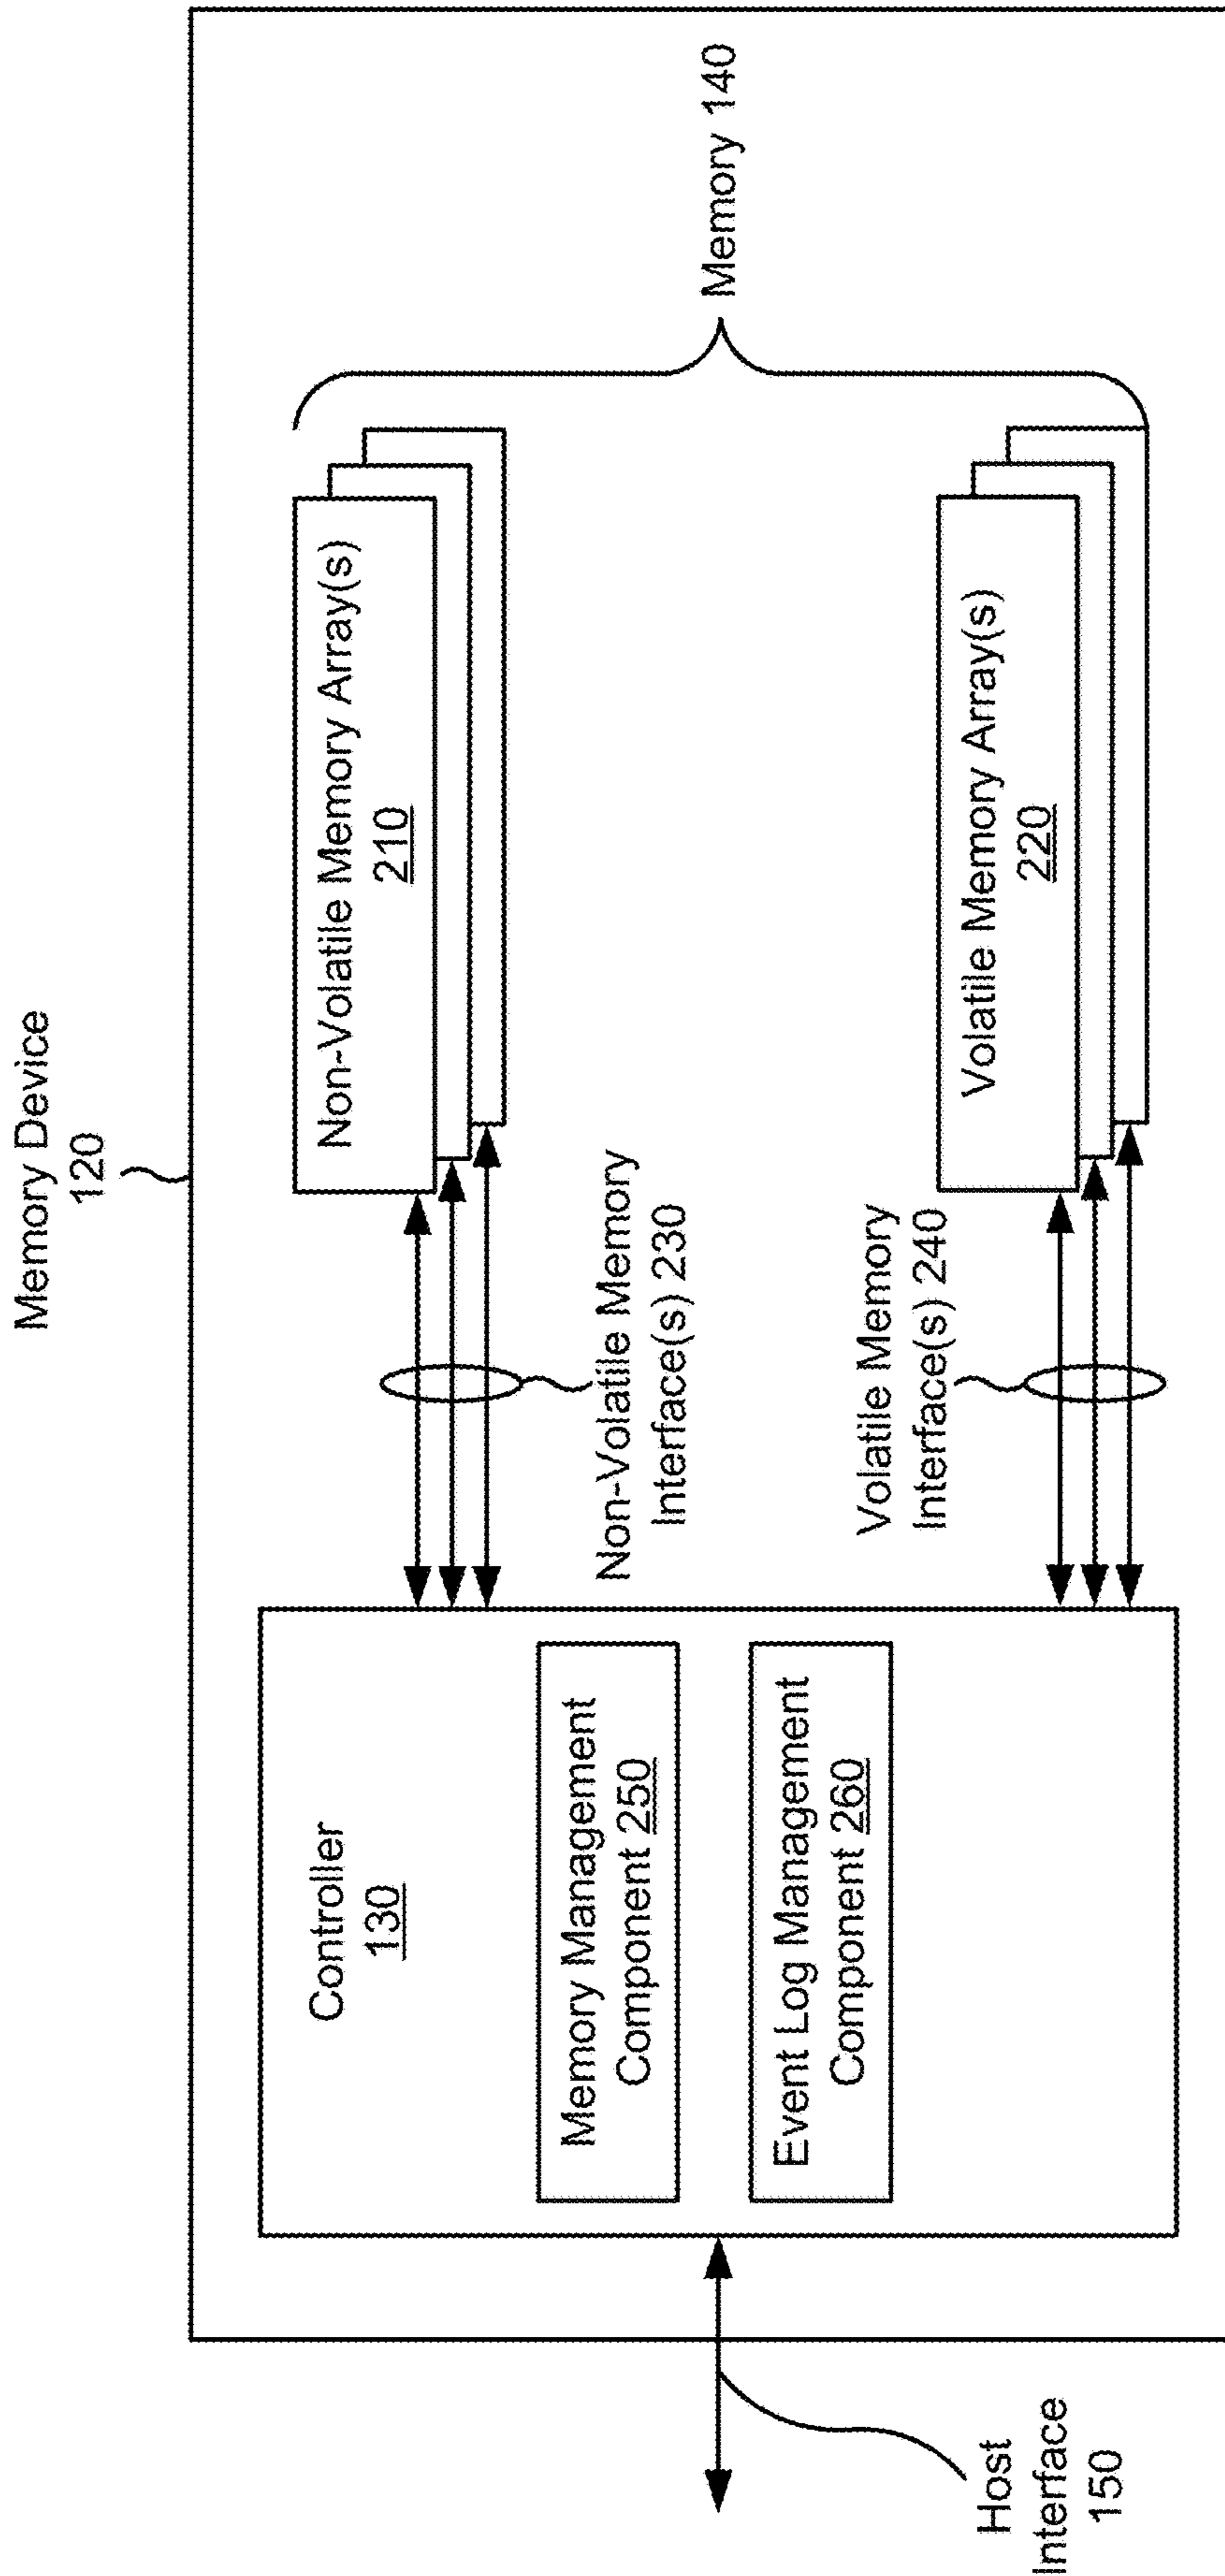 Memory Device
120
Controller
130
Memory Management
Component 250
Event Log Management
Component 260
Non-Volatile Memory Array(s)
210
Non-Volatile Memory
Interface(s) 230
Volatile Memory
Interface(s) 240
Volatile Memory Array(s)
220
Memory 140
Host
Interface
150